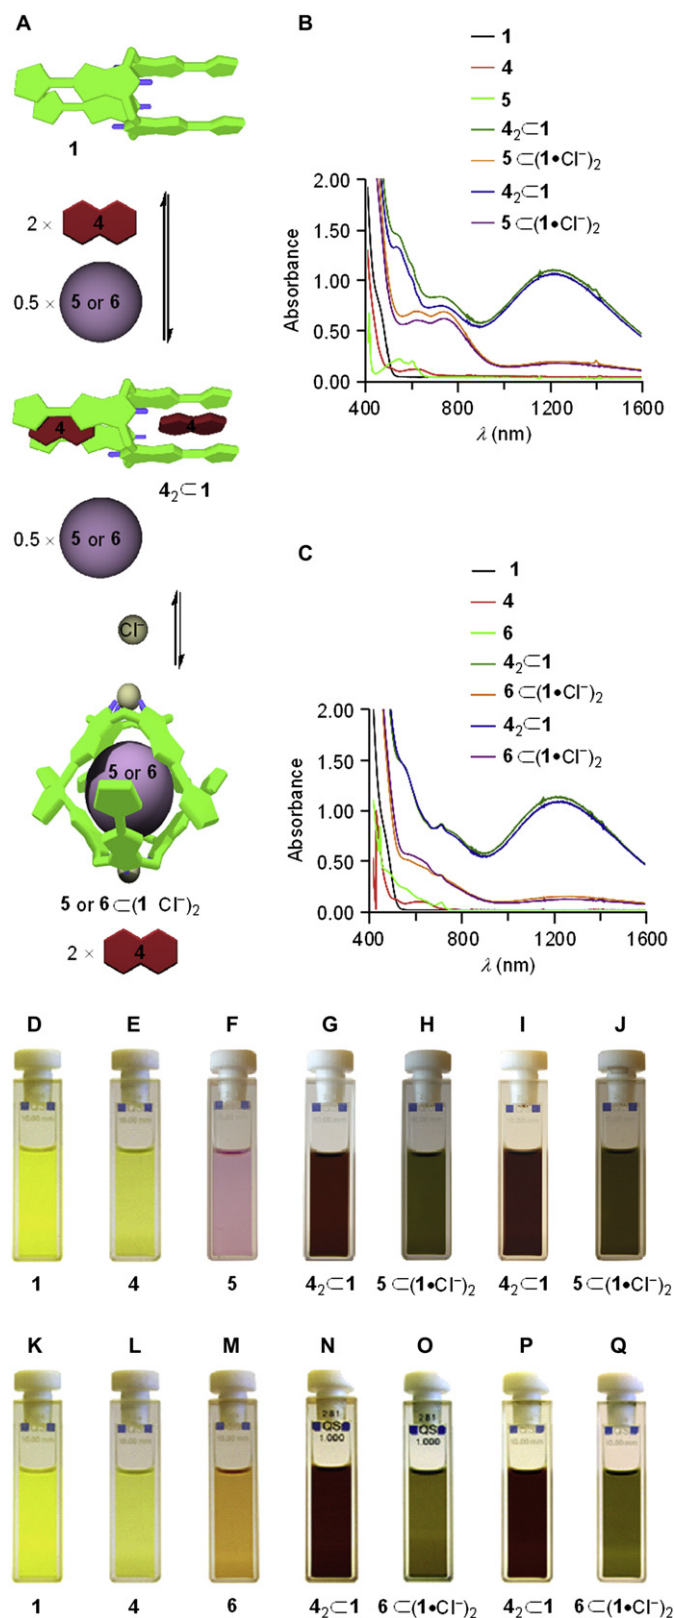 A
1
2 × 4
0.5 × 5 or 6
4 4
4₂⊂1
0.5 × 5 or 6
Cl⁻
5 or 6
5 or 6 ⊂(1 Cl⁻)₂
2 × 4
B
1
4
5
4₂⊂1
5 ⊂(1•Cl⁻)₂
4₂⊂1
5 ⊂(1•Cl⁻)₂
Absorbance
2.00
1.50
1.00
0.50
0.00
400 800 1200 1600
λ (nm)
C
1
4
6
4₂⊂1
6 ⊂(1•Cl⁻)₂
4₂⊂1
6 ⊂(1•Cl⁻)₂
Absorbance
2.00
1.50
1.00
0.50
0.00
400 800 1200 1600
λ (nm)
D E F G H I J
1 4 5 4₂⊂1 5 ⊂(1•Cl⁻)₂ 4₂⊂1 5 ⊂(1•Cl⁻)₂
K L M N O P Q
281 281
QS QS
1.000 1.000
1 4 6 4₂⊂1 6 ⊂(1•Cl⁻)₂ 4₂⊂1 6 ⊂(1•Cl⁻)₂